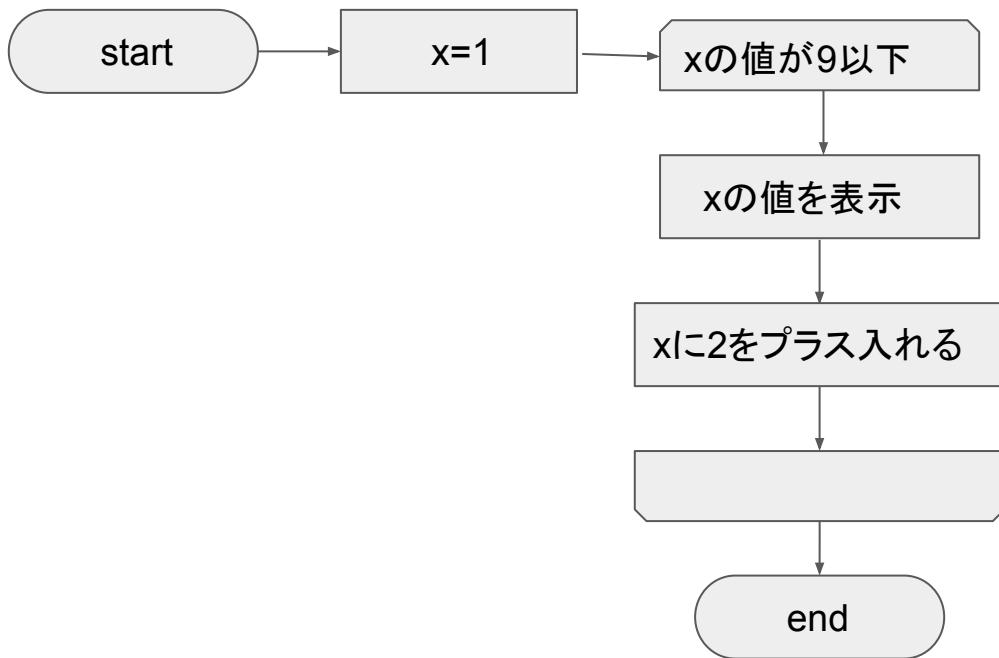 start
x=1
xの値が9以下
xの値を表示
xに2をプラス入れる
end